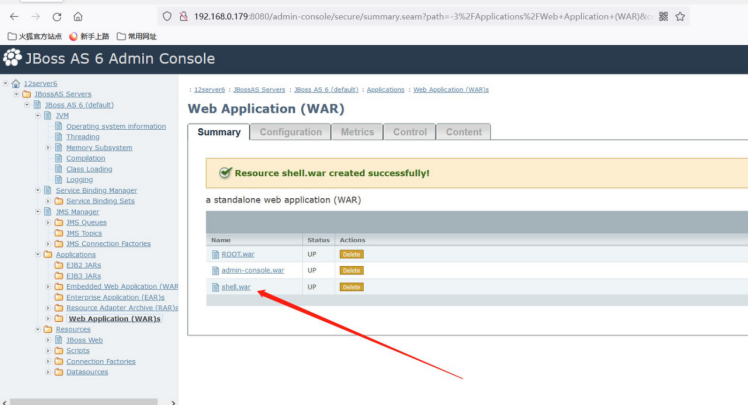 192.168.0.179:8080/admin-console/secure/summary.seam?path=-3%2FApplications%2FWeb+Application+(WAR)&
火狐官方站点 新手上路 常用网址
JBoss AS 6 Admin Console
12server6
JBossAS Servers
JBoss AS 6 (default)
JVM
Operating system information
Threading
Memory Subsystem
Compilation
Class Loading
Logging
Service Binding Manager
Service Binding Sets
JMS Manager
JMS Queues
JMS Topics
JMS Connection Factories
Applications
EJB2 JARs
EJB3 JARs
Embedded Web Application (WAR
Enterprise Application (EAR)s
Resource Adapter Archive (RAR)s
Web Application (WAR)s
Resources
JBoss Web
Scripts
Connection Factories
Datasources
: 12server6 : JBossAS Servers : JBoss AS 6 (default) : Applications : Web Application (WAR)s
Web Application (WAR)
Summary Configuration Metrics Control Content
Resource shell.war created successfully!
a standalone web application (WAR)
Name Status Actions
ROOT.war UP Delete
admin-console.war UP Delete
shell.war UP Delete